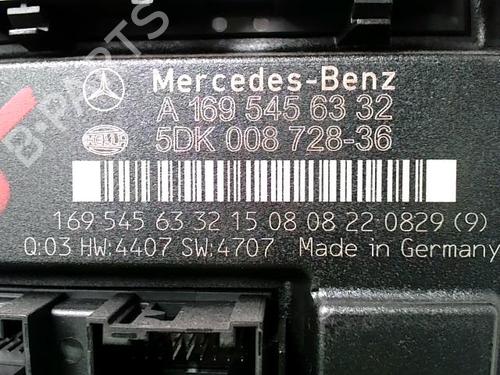 Mercedes-Benz
A 169 545 63 32
HELLA
5DK 008 728-36
169 545 63 32 15 08 08 22 0829 (9)
Q:03 HW:4407 SW:4707 Made in Germany
B-PARTS